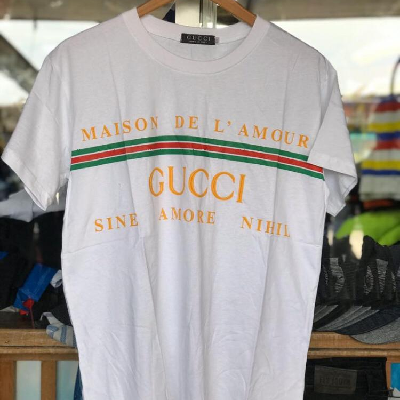 GUCCI
MAISON DE L'AMOUR
GUCCI
SINE AMORE NIHIL